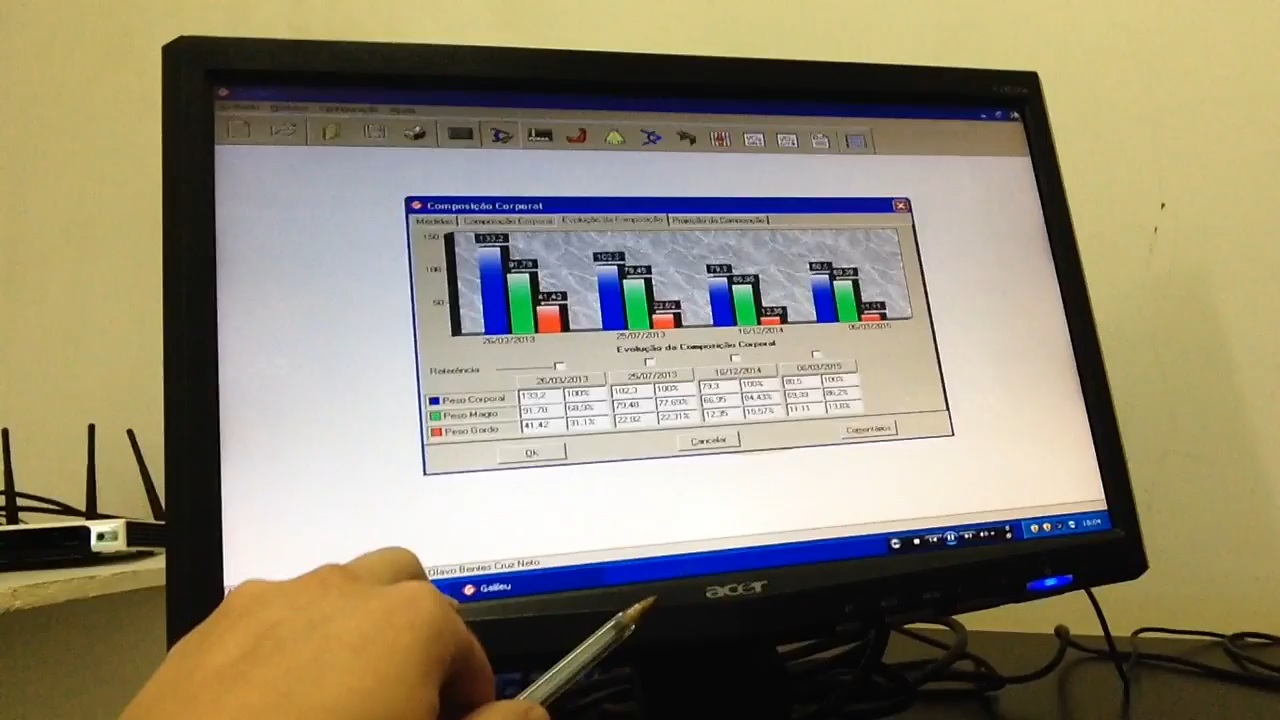 Composição Corporal
Medidas Composição Corporal Evolução da Composição Projeção da Composição
150
100
50
133,2 91,78 41,42
102,3 79,48 22,82
79,3 66,95 12,35
80,5 69,39 11,11
26/03/2013 25/07/2013 16/12/2014 06/03/2015
Evolução da Composição Corporal
Referência
26/03/2013 25/07/2013 16/12/2014 06/03/2015
Peso Corporal 133,2 100% 102,3 100% 79,3 100% 80,5 100%
Peso Magro 91,78 68,9% 79,48 77,69% 66,95 84,43% 69,39 86,2%
Peso Gordo 41,42 31,1% 22,82 22,31% 12,35 15,57% 11,11 13,8%
Ok Cancelar Comentários
Olavo Bentes Cruz Neto
Galileu
acer